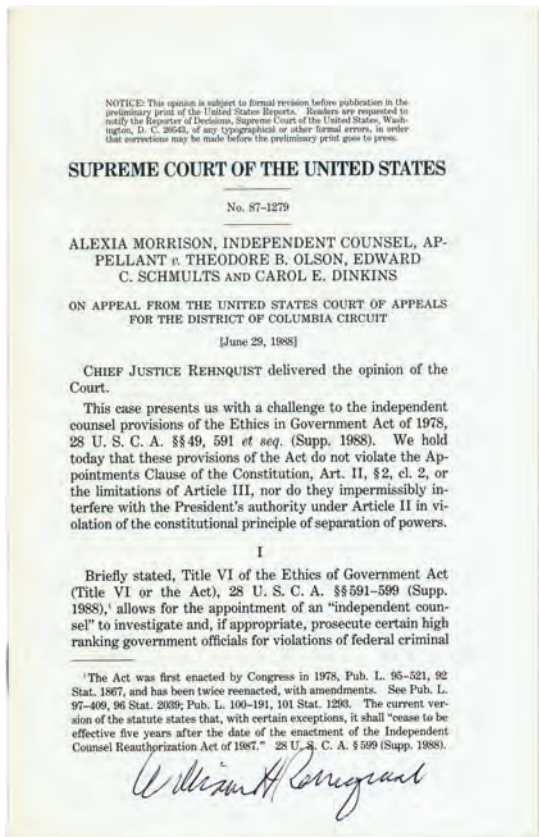 NOTICE: This opinion is subject to formal revision before publication in the
preliminary print of the United States Reports. Readers are requested to
notify the Reporter of Decisions, Supreme Court of the United States, Wash-
ington, D. C. 20543, of any typographical or other formal errors, in order
that corrections may be made before the preliminary print goes to press.
SUPREME COURT OF THE UNITED STATES
No. 87–1279
ALEXIA MORRISON, INDEPENDENT COUNSEL, AP-
PELLANT v. THEODORE B. OLSON, EDWARD
C. SCHMULTS AND CAROL E. DINKINS
ON APPEAL FROM THE UNITED STATES COURT OF APPEALS
FOR THE DISTRICT OF COLUMBIA CIRCUIT
[June 29, 1988]
CHIEF JUSTICE REHNQUIST delivered the opinion of the
Court.
This case presents us with a challenge to the independent
counsel provisions of the Ethics in Government Act of 1978,
28 U. S. C. A. §§ 49, 591 et seq. (Supp. 1988). We hold
today that these provisions of the Act do not violate the Ap-
pointments Clause of the Constitution, Art. II, § 2, cl. 2, or
the limitations of Article III, nor do they impermissibly in-
terfere with the President's authority under Article II in vi-
olation of the constitutional principle of separation of powers.
I
Briefly stated, Title VI of the Ethics of Government Act
(Title VI or the Act), 28 U. S. C. A. §§ 591–599 (Supp.
1988),¹ allows for the appointment of an "independent coun-
sel" to investigate and, if appropriate, prosecute certain high
ranking government officials for violations of federal criminal
¹The Act was first enacted by Congress in 1978, Pub. L. 95–521, 92
Stat. 1867, and has been twice reenacted, with amendments. See Pub. L.
97–409, 96 Stat. 2039; Pub. L. 100–191, 101 Stat. 1293. The current ver-
sion of the statute states that, with certain exceptions, it shall "cease to be
effective five years after the date of the enactment of the Independent
Counsel Reauthorization Act of 1987." 28 U. S. C. A. § 599 (Supp. 1988).
William H Rehnquist